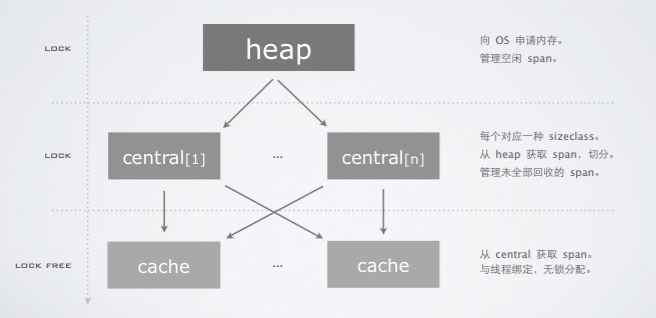 LOCK
heap
向 OS 申请内存。
管理空闲 span。
LOCK
central[1]
...
central[n]
每个对应一种 sizeclass。
从 heap 获取 span，切分。
管理未全部回收的 span。
LOCK FREE
cache
...
cache
从 central 获取 span。
与线程绑定，无锁分配。